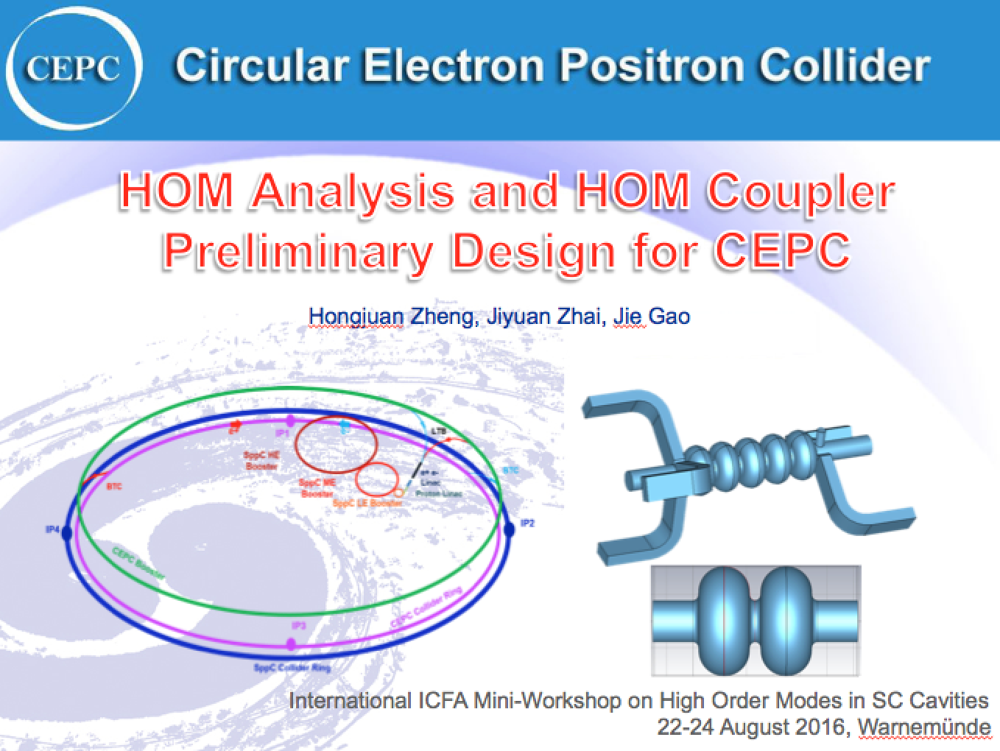 CEPC
Circular Electron Positron Collider
HOM Analysis and HOM Coupler
Preliminary Design for CEPC
Hongjuan Zheng, Jiyuan Zhai, Jie Gao
IP1
LTB
SppC HE
Booster
SppC ME
Booster
SppC LE Booster
e+ e-
Linac
Proton Linac
BTC
BTC
IP4
IP2
CEPC Booster
CEPC Collider Ring
IP3
SppC Collider Ring
International ICFA Mini-Workshop on High Order Modes in SC Cavities
22-24 August 2016, Warnemünde